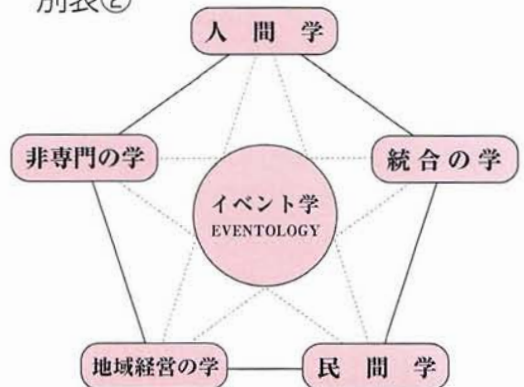 別表②
人間学
非専門の学
統合の学
イベント学
EVENTOLOGY
地域経営の学
民間学